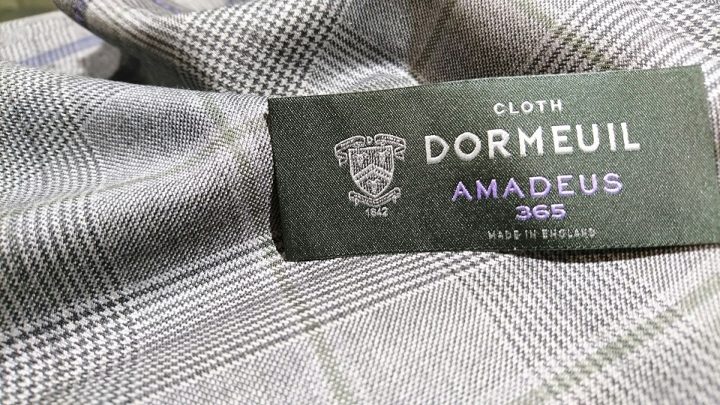 CLOTH
DORMEUIL
AMADEUS
365
MADE IN ENGLAND
1842